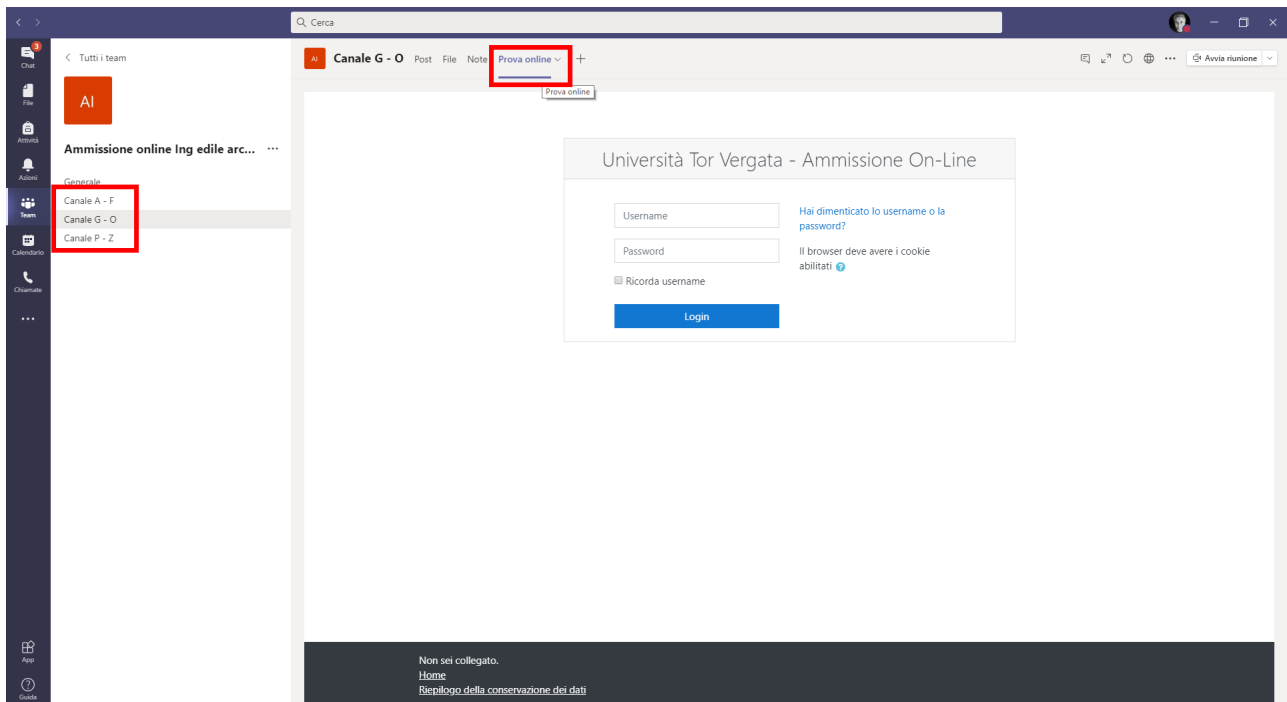 Cerca
3
Chat
File
Attività
Azioni
Team
Calendario
Chiamate
App
Guida
Tutti i team
AI
Ammissione online Ing edile arc... ...
Generale
Canale A - F
Canale G - O
Canale P - Z
AI Canale G - O Post File Note Prova online +
Avvia riunione
Prova online
Università Tor Vergata - Ammissione On-Line
Username
Password
Ricorda username
Login
Hai dimenticato lo username o la
password?
Il browser deve avere i cookie
abilitati ?
Non sei collegato.
Home
Riepilogo della conservazione dei dati